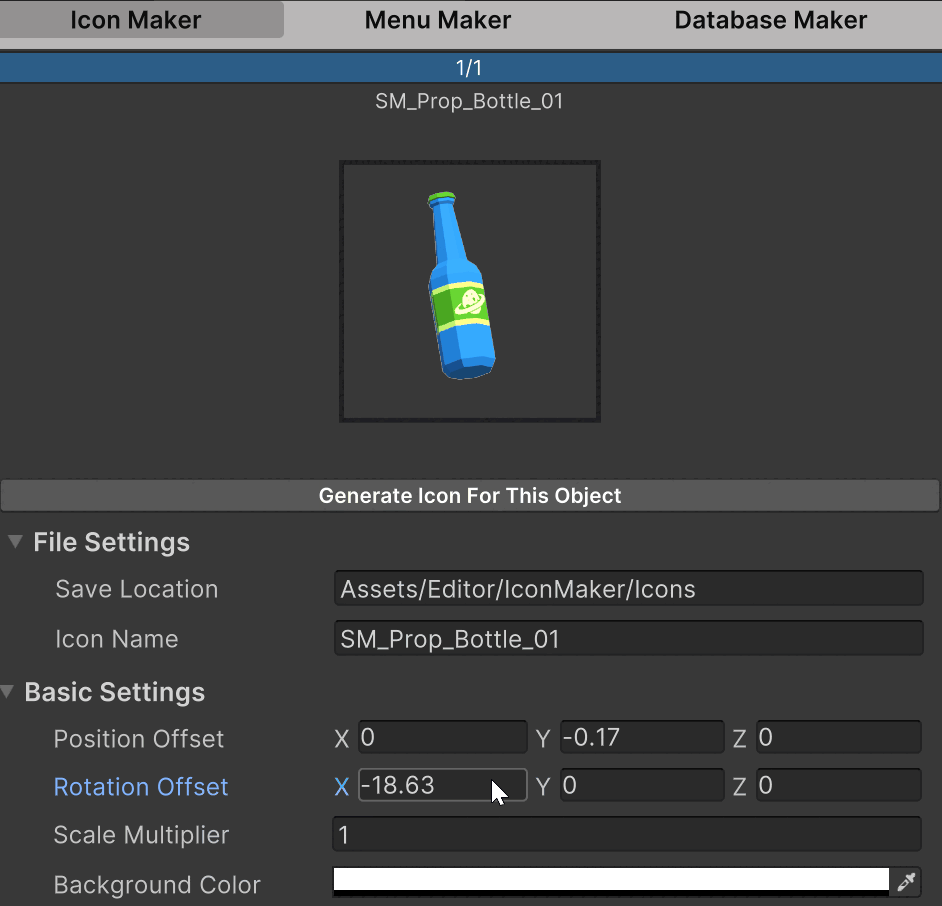 Icon Maker Menu Maker Database Maker
1/1
SM_Prop_Bottle_01
Generate Icon For This Object
File Settings
Save Location Assets/Editor/IconMaker/Icons
Icon Name SM_Prop_Bottle_01
Basic Settings
Position Offset X 0 Y -0.17 Z 0
Rotation Offset X -18.63 Y 0 Z 0
Scale Multiplier 1
Background Color